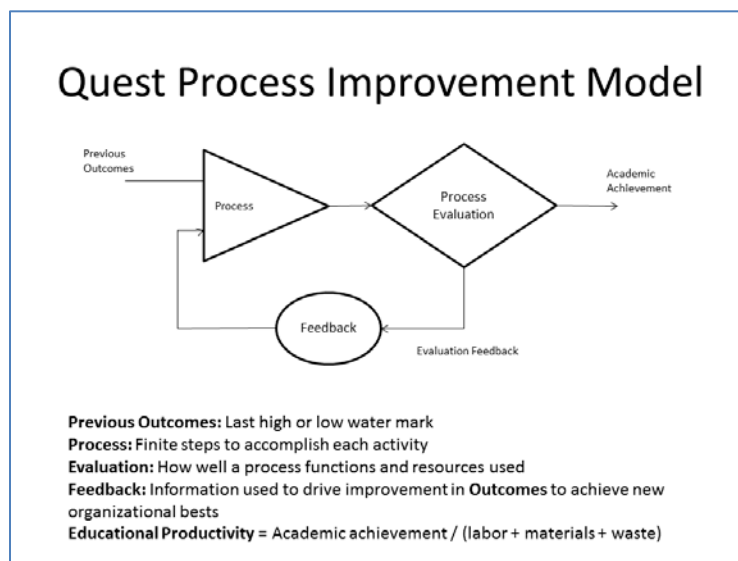 Quest Process Improvement Model
Previous
Outcomes
Process
Process
Evaluation
Academic
Achievement
Feedback
Evaluation Feedback
Previous Outcomes: Last high or low water mark
Process: Finite steps to accomplish each activity
Evaluation: How well a process functions and resources used
Feedback: Information used to drive improvement in Outcomes to achieve new
organizational bests
Educational Productivity = Academic achievement / (labor + materials + waste)